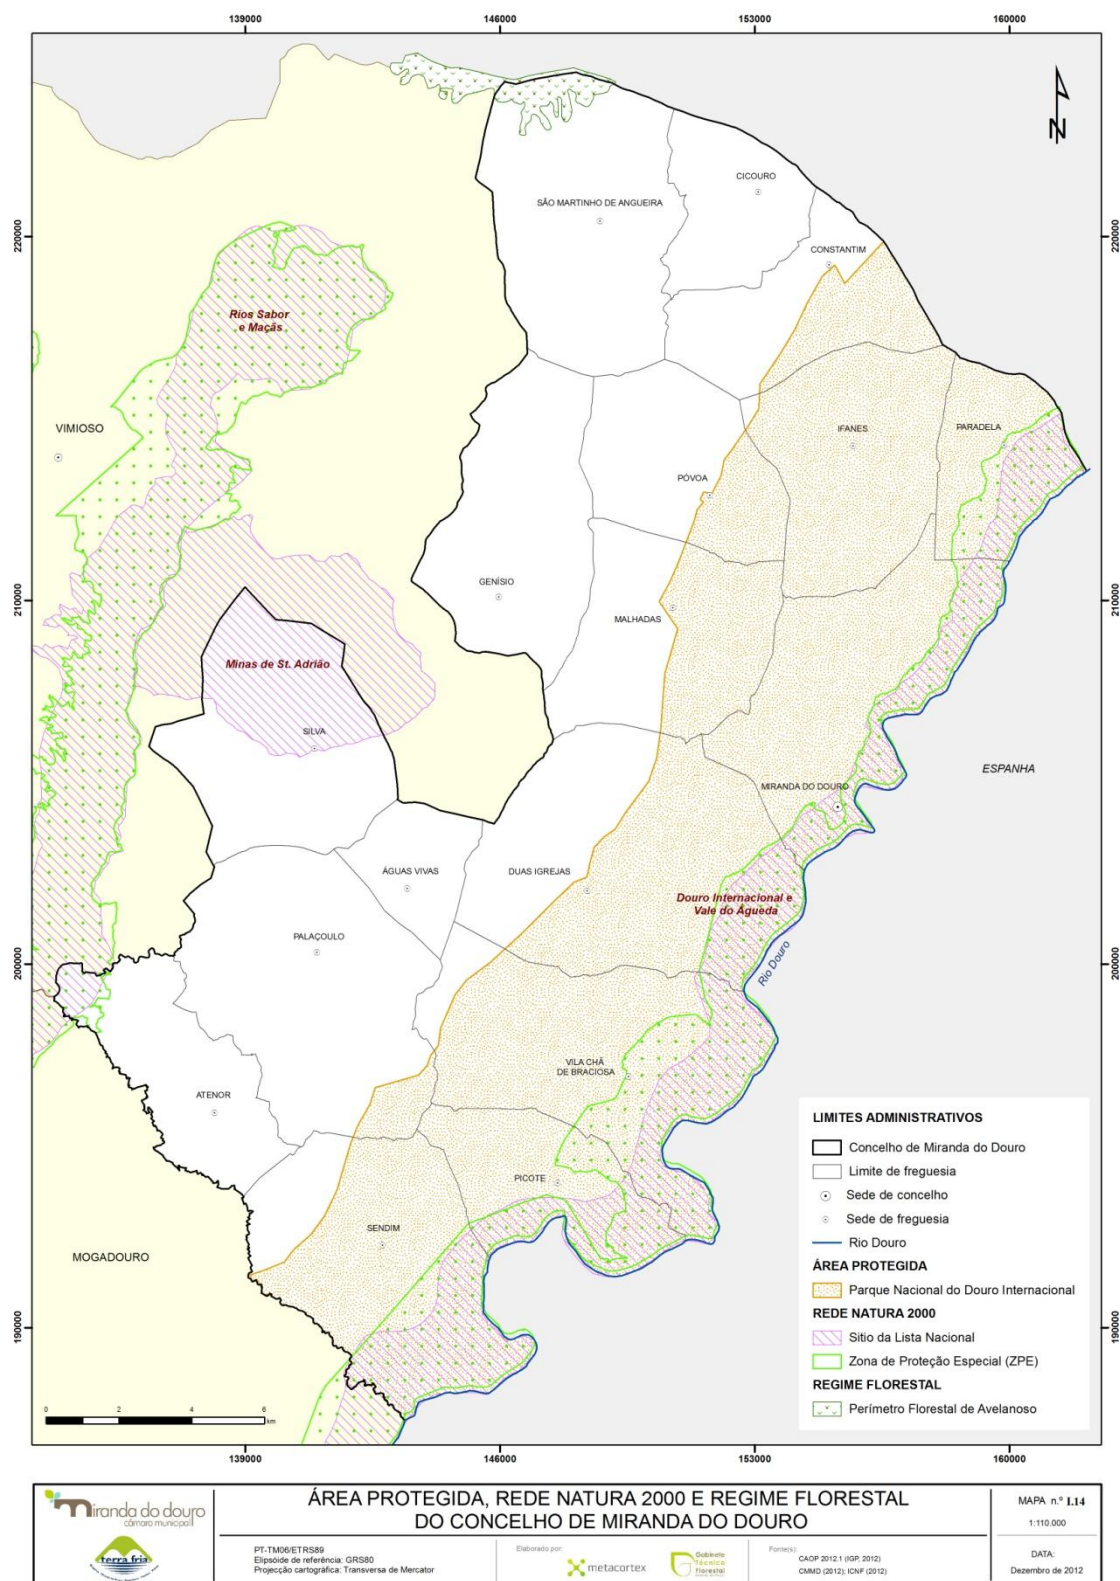 139000
146000
153000
160000
N
220000
220000
210000
210000
200000
200000
190000
190000
CICOURO
SÃO MARTINHO DE ANGUEIRA
CONSTANTIM
Rios Sabor
e Maçãs
VIMIOSO
IFANES
PARADELA
PÓVOA
GENÍSIO
MALHADAS
Minas de St. Adrião
SILVA
ESPANHA
MIRANDA DO DOURO
ÁGUAS VIVAS
DUAS IGREJAS
Douro Internacional e
Vale do Águeda
PALAÇOULO
Rio Douro
VILA CHÃ
DE BRACIOSA
ATENOR
PICOTE
SENDIM
MOGADOURO
LIMITES ADMINISTRATIVOS
Concelho de Miranda do Douro
Limite de freguesia
Sede de concelho
Sede de freguesia
Rio Douro
ÁREA PROTEGIDA
Parque Nacional do Douro Internacional
REDE NATURA 2000
Sitio da Lista Nacional
Zona de Proteção Especial (ZPE)
REGIME FLORESTAL
Perímetro Florestal de Avelanoso
0 2 4 6
km
139000
146000
153000
160000
miranda do douro
câmara municipal
terra fria
ÁREA PROTEGIDA, REDE NATURA 2000 E REGIME FLORESTAL
DO CONCELHO DE MIRANDA DO DOURO
PT-TM06/ETRS89
Elipsóide de referência: GRS80
Projecção cartográfica: Transversa de Mercator
Elaborado por:
metacortex
Gabinete
Técnico
Florestal
Fonte(s):
CAOP 2012.1 (IGP, 2012)
CMMD (2012); ICNF (2012)
MAPA n.º I.14
1:110.000
DATA:
Dezembro de 2012